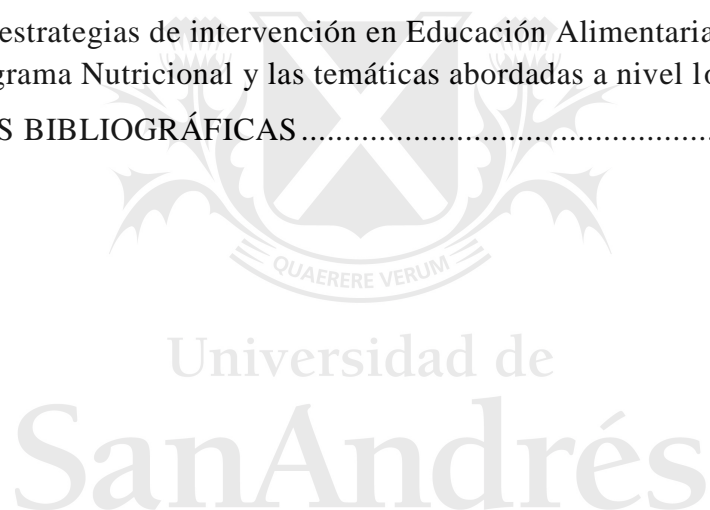 estrategias de intervención en Educación Alimentaria
grama Nutricional y las temáticas abordadas a nivel lo
S BIBLIOGRÁFICAS.............................................
QUAERERE VERUM
Universidad de
SanAndrés